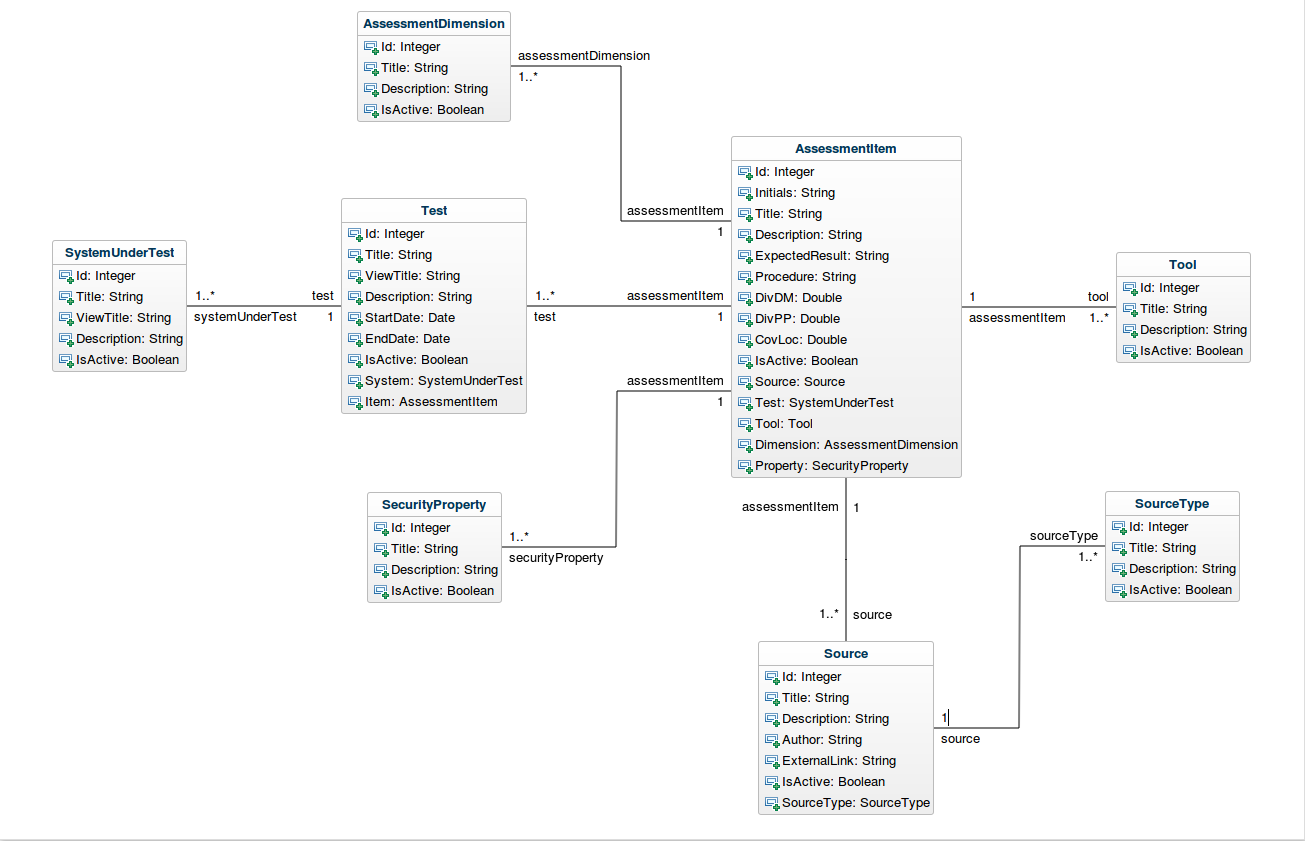 AssessmentDimension
Id: Integer
Title: String
Description: String
IsActive: Boolean
assessmentDimension
1..*
assessmentItem
1
AssessmentItem
Id: Integer
Initials: String
Title: String
Description: String
ExpectedResult: String
Procedure: String
DivDM: Double
DivPP: Double
CovLoc: Double
IsActive: Boolean
Source: Source
Test: SystemUnderTest
Tool: Tool
Dimension: AssessmentDimension
Property: SecurityProperty
SystemUnderTest
Id: Integer
Title: String
ViewTitle: String
Description: String
IsActive: Boolean
1..*
systemUnderTest
test
1
Test
Id: Integer
Title: String
ViewTitle: String
Description: String
StartDate: Date
EndDate: Date
IsActive: Boolean
System: SystemUnderTest
Item: AssessmentItem
1..*
test
assessmentItem
1
1
assessmentItem
tool
1..*
Tool
Id: Integer
Title: String
Description: String
IsActive: Boolean
assessmentItem
1
SecurityProperty
Id: Integer
Title: String
Description: String
IsActive: Boolean
1..*
securityProperty
assessmentItem
1
1..*
source
SourceType
Id: Integer
Title: String
Description: String
IsActive: Boolean
sourceType
1..*
Source
Id: Integer
Title: String
Description: String
Author: String
ExternalLink: String
IsActive: Boolean
SourceType: SourceType
1
source